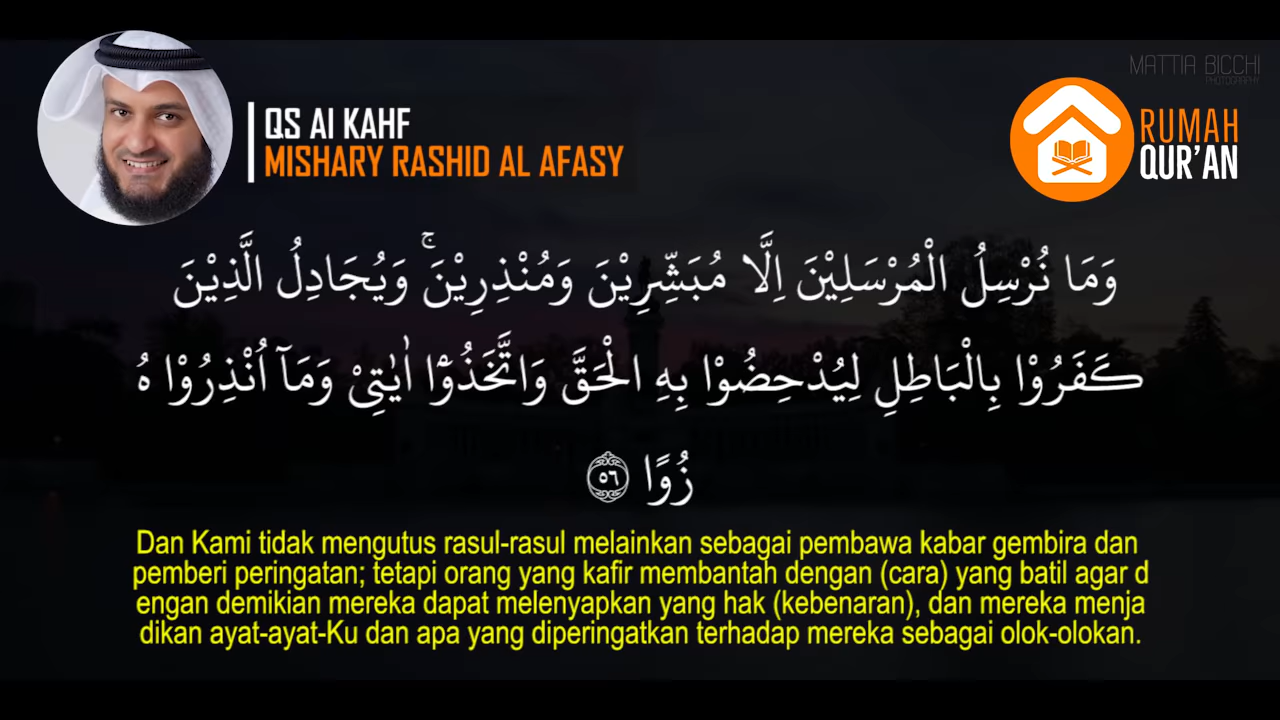 MATTIA BICCHI
PHOTOGRAPHY
QS Al KAHF
MISHARY RASHID AL AFASY
RUMAH
QUR'AN
وَمَا نُرْسِلُ الْمُرْسَلِيْنَ اِلَّا مُبَشِّرِيْنَ وَمُنْذِرِيْنَۚ وَيُجَادِلُ الَّذِيْنَ
كَفَرُوْا بِالْبَاطِلِ لِيُدْحِضُوْا بِهِ الْحَقَّ وَاتَّخَذُوْٓا اٰيٰتِيْ وَمَآ اُنْذِرُوْا هُ
زُوًا ٥٦
Dan Kami tidak mengutus rasul-rasul melainkan sebagai pembawa kabar gembira dan
pemberi peringatan; tetapi orang yang kafir membantah dengan (cara) yang batil agar d
engan demikian mereka dapat melenyapkan yang hak (kebenaran), dan mereka menja
dikan ayat-ayat-Ku dan apa yang diperingatkan terhadap mereka sebagai olok-olokan.